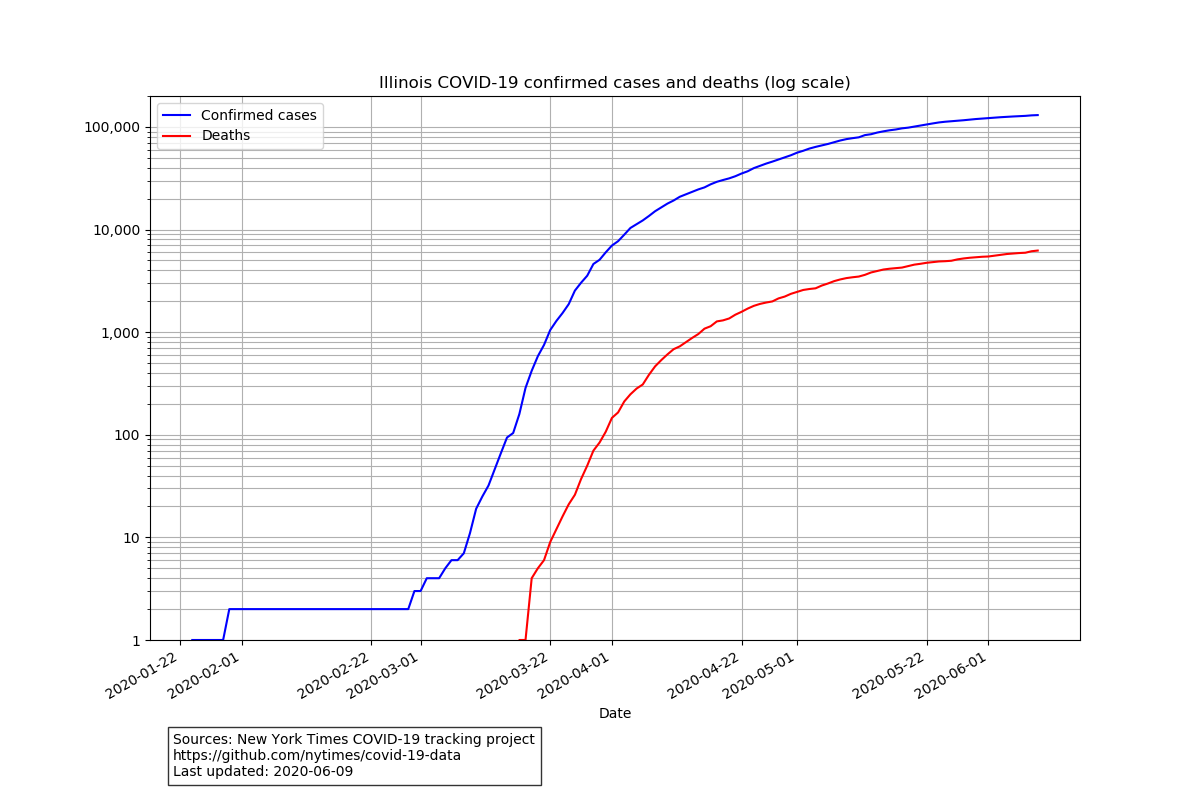 Illinois COVID-19 confirmed cases and deaths (log scale)
Confirmed cases
Deaths
100,000
10,000
1,000
100
10
1
2020-01-22
2020-02-01
2020-02-22
2020-03-01
2020-03-22
2020-04-01
2020-04-22
2020-05-01
2020-05-22
2020-06-01
Date
Sources: New York Times COVID-19 tracking project
https://github.com/nytimes/covid-19-data
Last updated: 2020-06-09